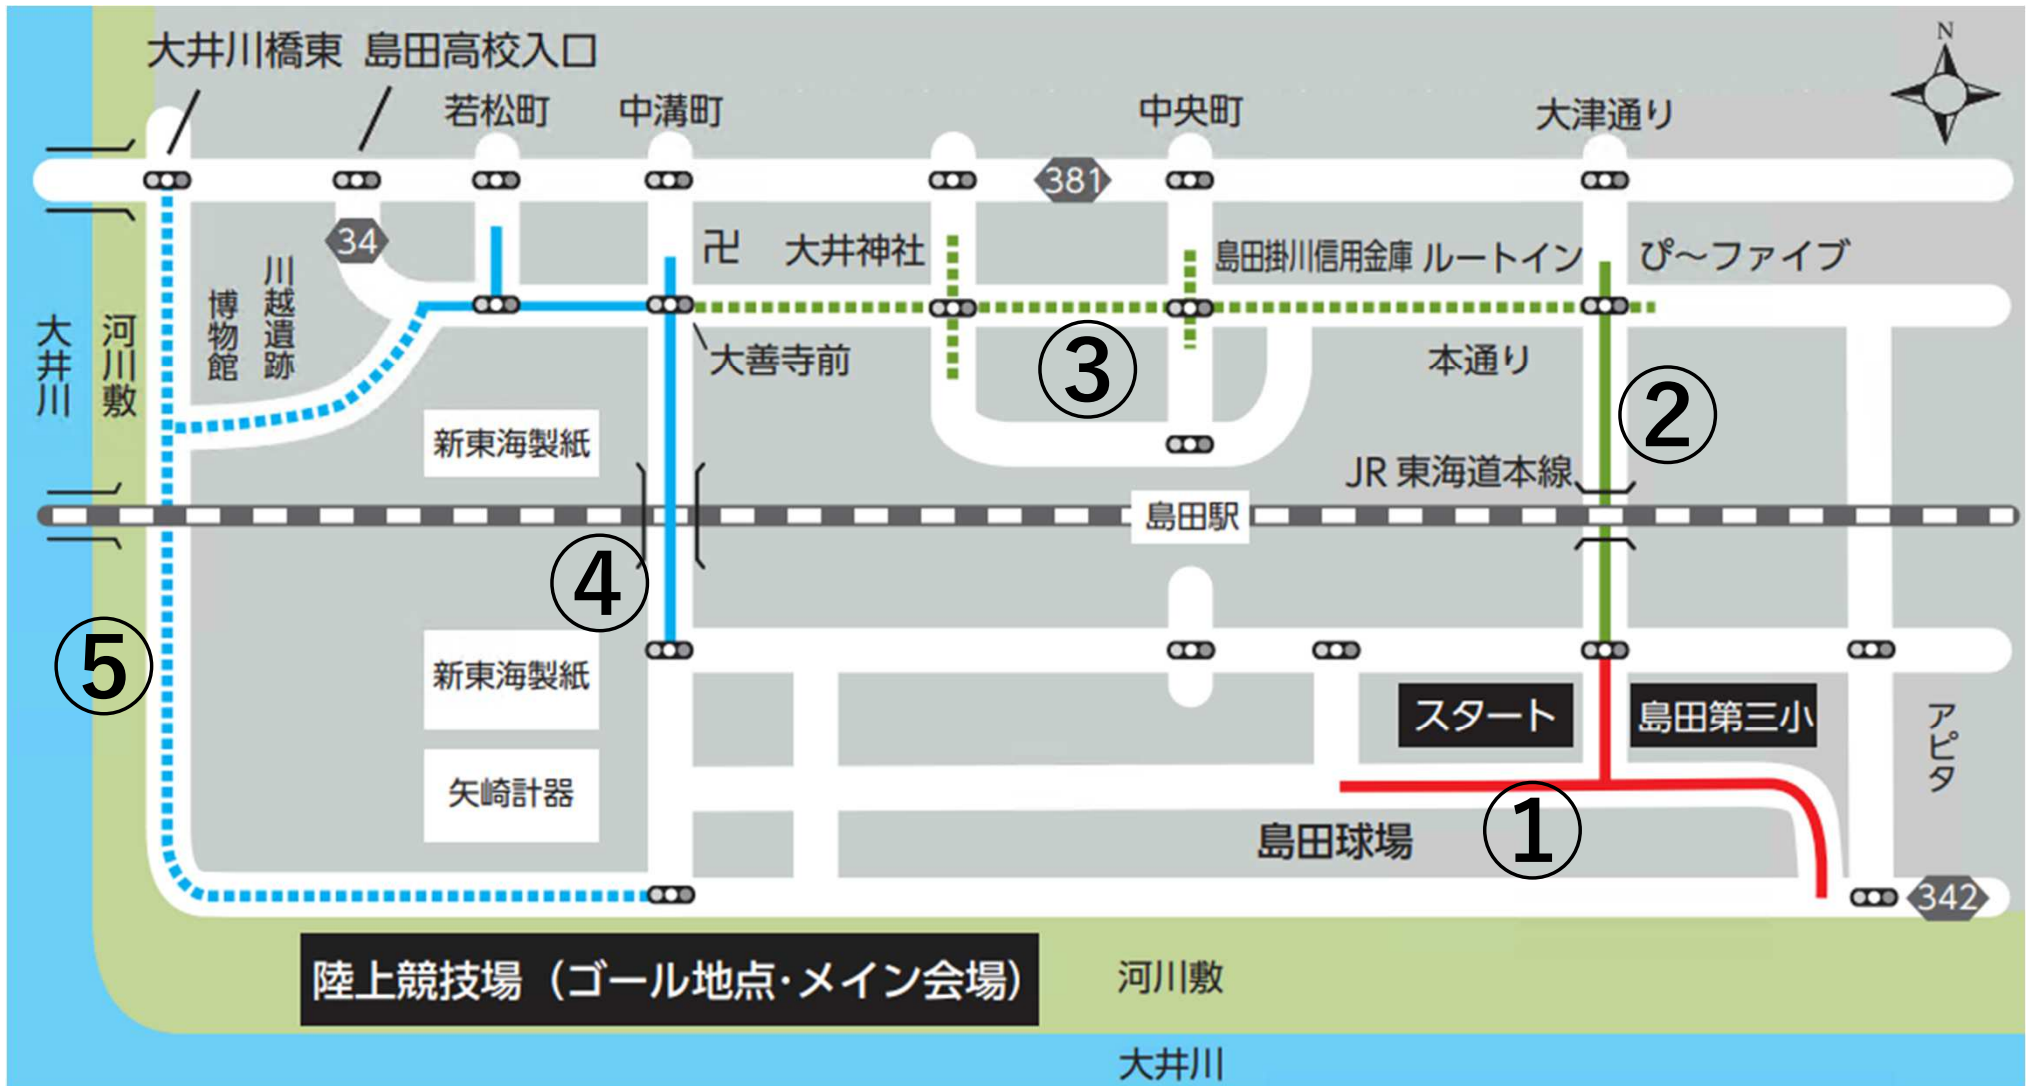 N
大井川橋東
島田高校入口
若松町
中溝町
中央町
大津通り
381
34
卍
大井神社
島田掛川信用金庫
ルートイン
ぴ～ファイブ
川越遺跡
博物館
大井川
河川敷
大善寺前
③
本通り
②
新東海製紙
JR 東海道本線
島田駅
④
⑤
新東海製紙
スタート
島田第三小
アピタ
矢崎計器
①
島田球場
342
陸上競技場（ゴール地点･メイン会場）
河川敷
大井川